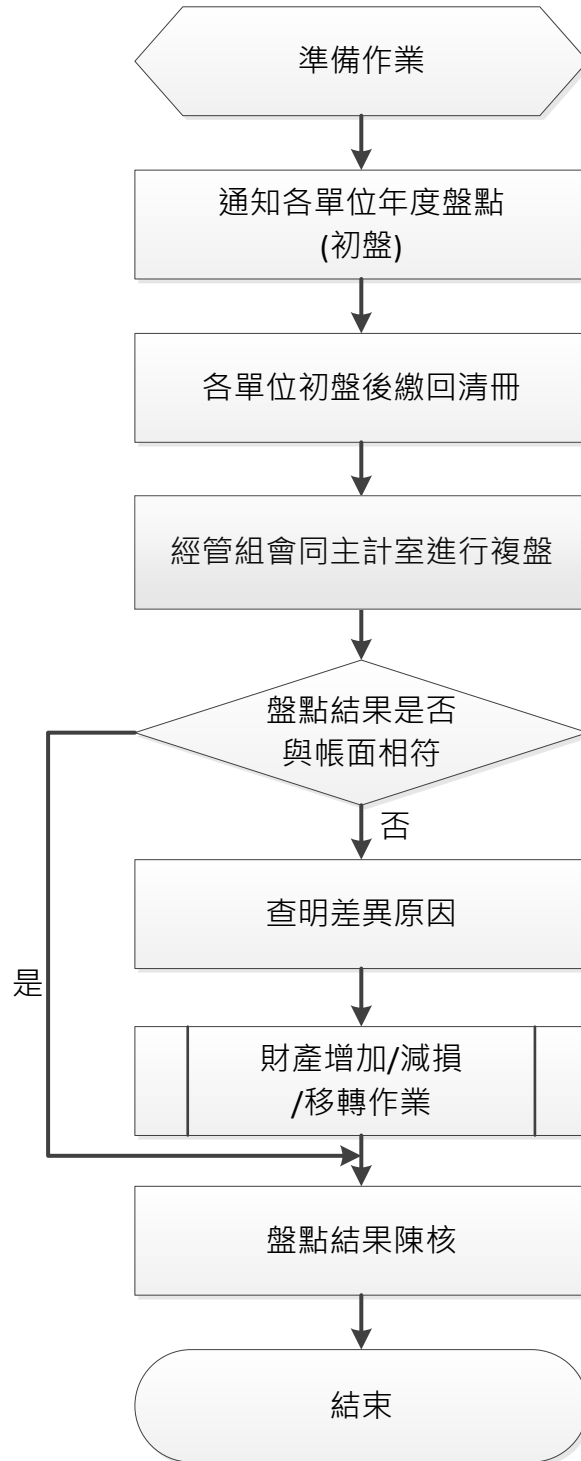 準備作業
通知各單位年度盤點
(初盤)
各單位初盤後繳回清冊
經管組會同主計室進行複盤
盤點結果是否
與帳面相符
否
查明差異原因
是
財產增加/減損
/移轉作業
盤點結果陳核
結束